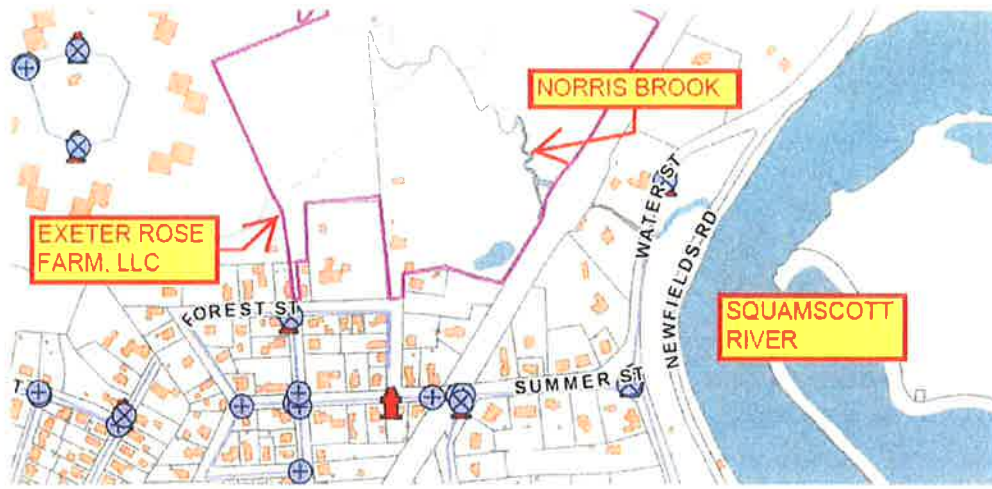 NORRIS BROOK
EXETER ROSE
FARM. LLC
WATER ST
NEWFIELDS RD
FOREST ST
SQUAMSCOTT
RIVER
SUMMER ST
T